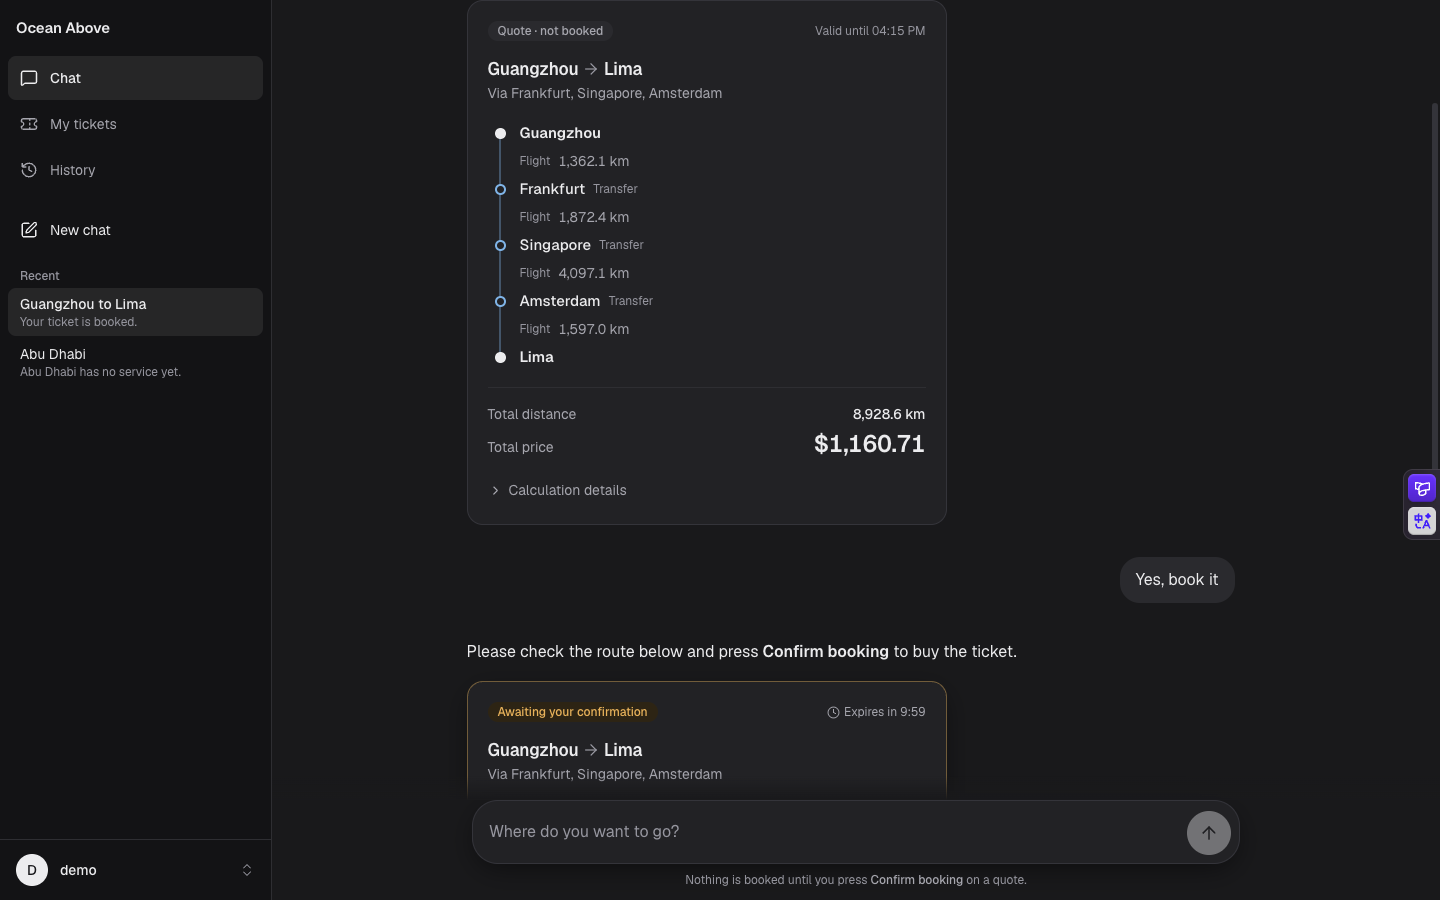 Ocean Above
Chat
My tickets
History
New chat
Recent
Guangzhou to Lima
Your ticket is booked.
Abu Dhabi
Abu Dhabi has no service yet.
D demo
Quote · not booked Valid until 04:15 PM
Guangzhou → Lima
Via Frankfurt, Singapore, Amsterdam
Guangzhou
Flight 1,362.1 km
Frankfurt Transfer
Flight 1,872.4 km
Singapore Transfer
Flight 4,097.1 km
Amsterdam Transfer
Flight 1,597.0 km
Lima
Total distance 8,928.6 km
Total price $1,160.71
Calculation details
Yes, book it
Please check the route below and press Confirm booking to buy the ticket.
Awaiting your confirmation Expires in 9:59
Guangzhou → Lima
Via Frankfurt, Singapore, Amsterdam
Where do you want to go?
Nothing is booked until you press Confirm booking on a quote.
中A